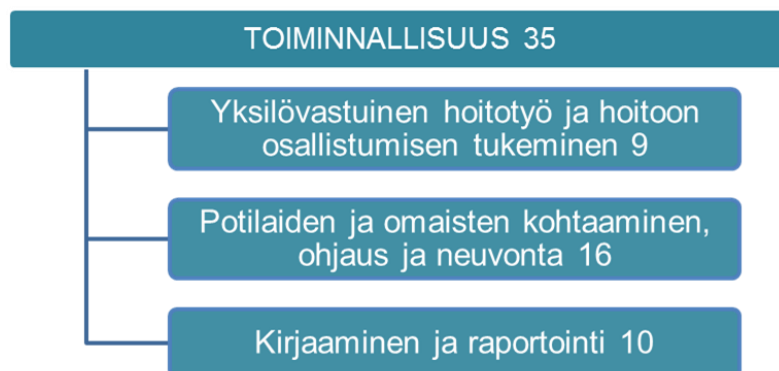 TOIMINNALLISUUS 35
Yksilövastuinen hoitotyö ja hoitoon
osallistumisen tukeminen 9
Potilaiden ja omaisten kohtaaminen,
ohjaus ja neuvonta 16
Kirjaaminen ja raportointi 10